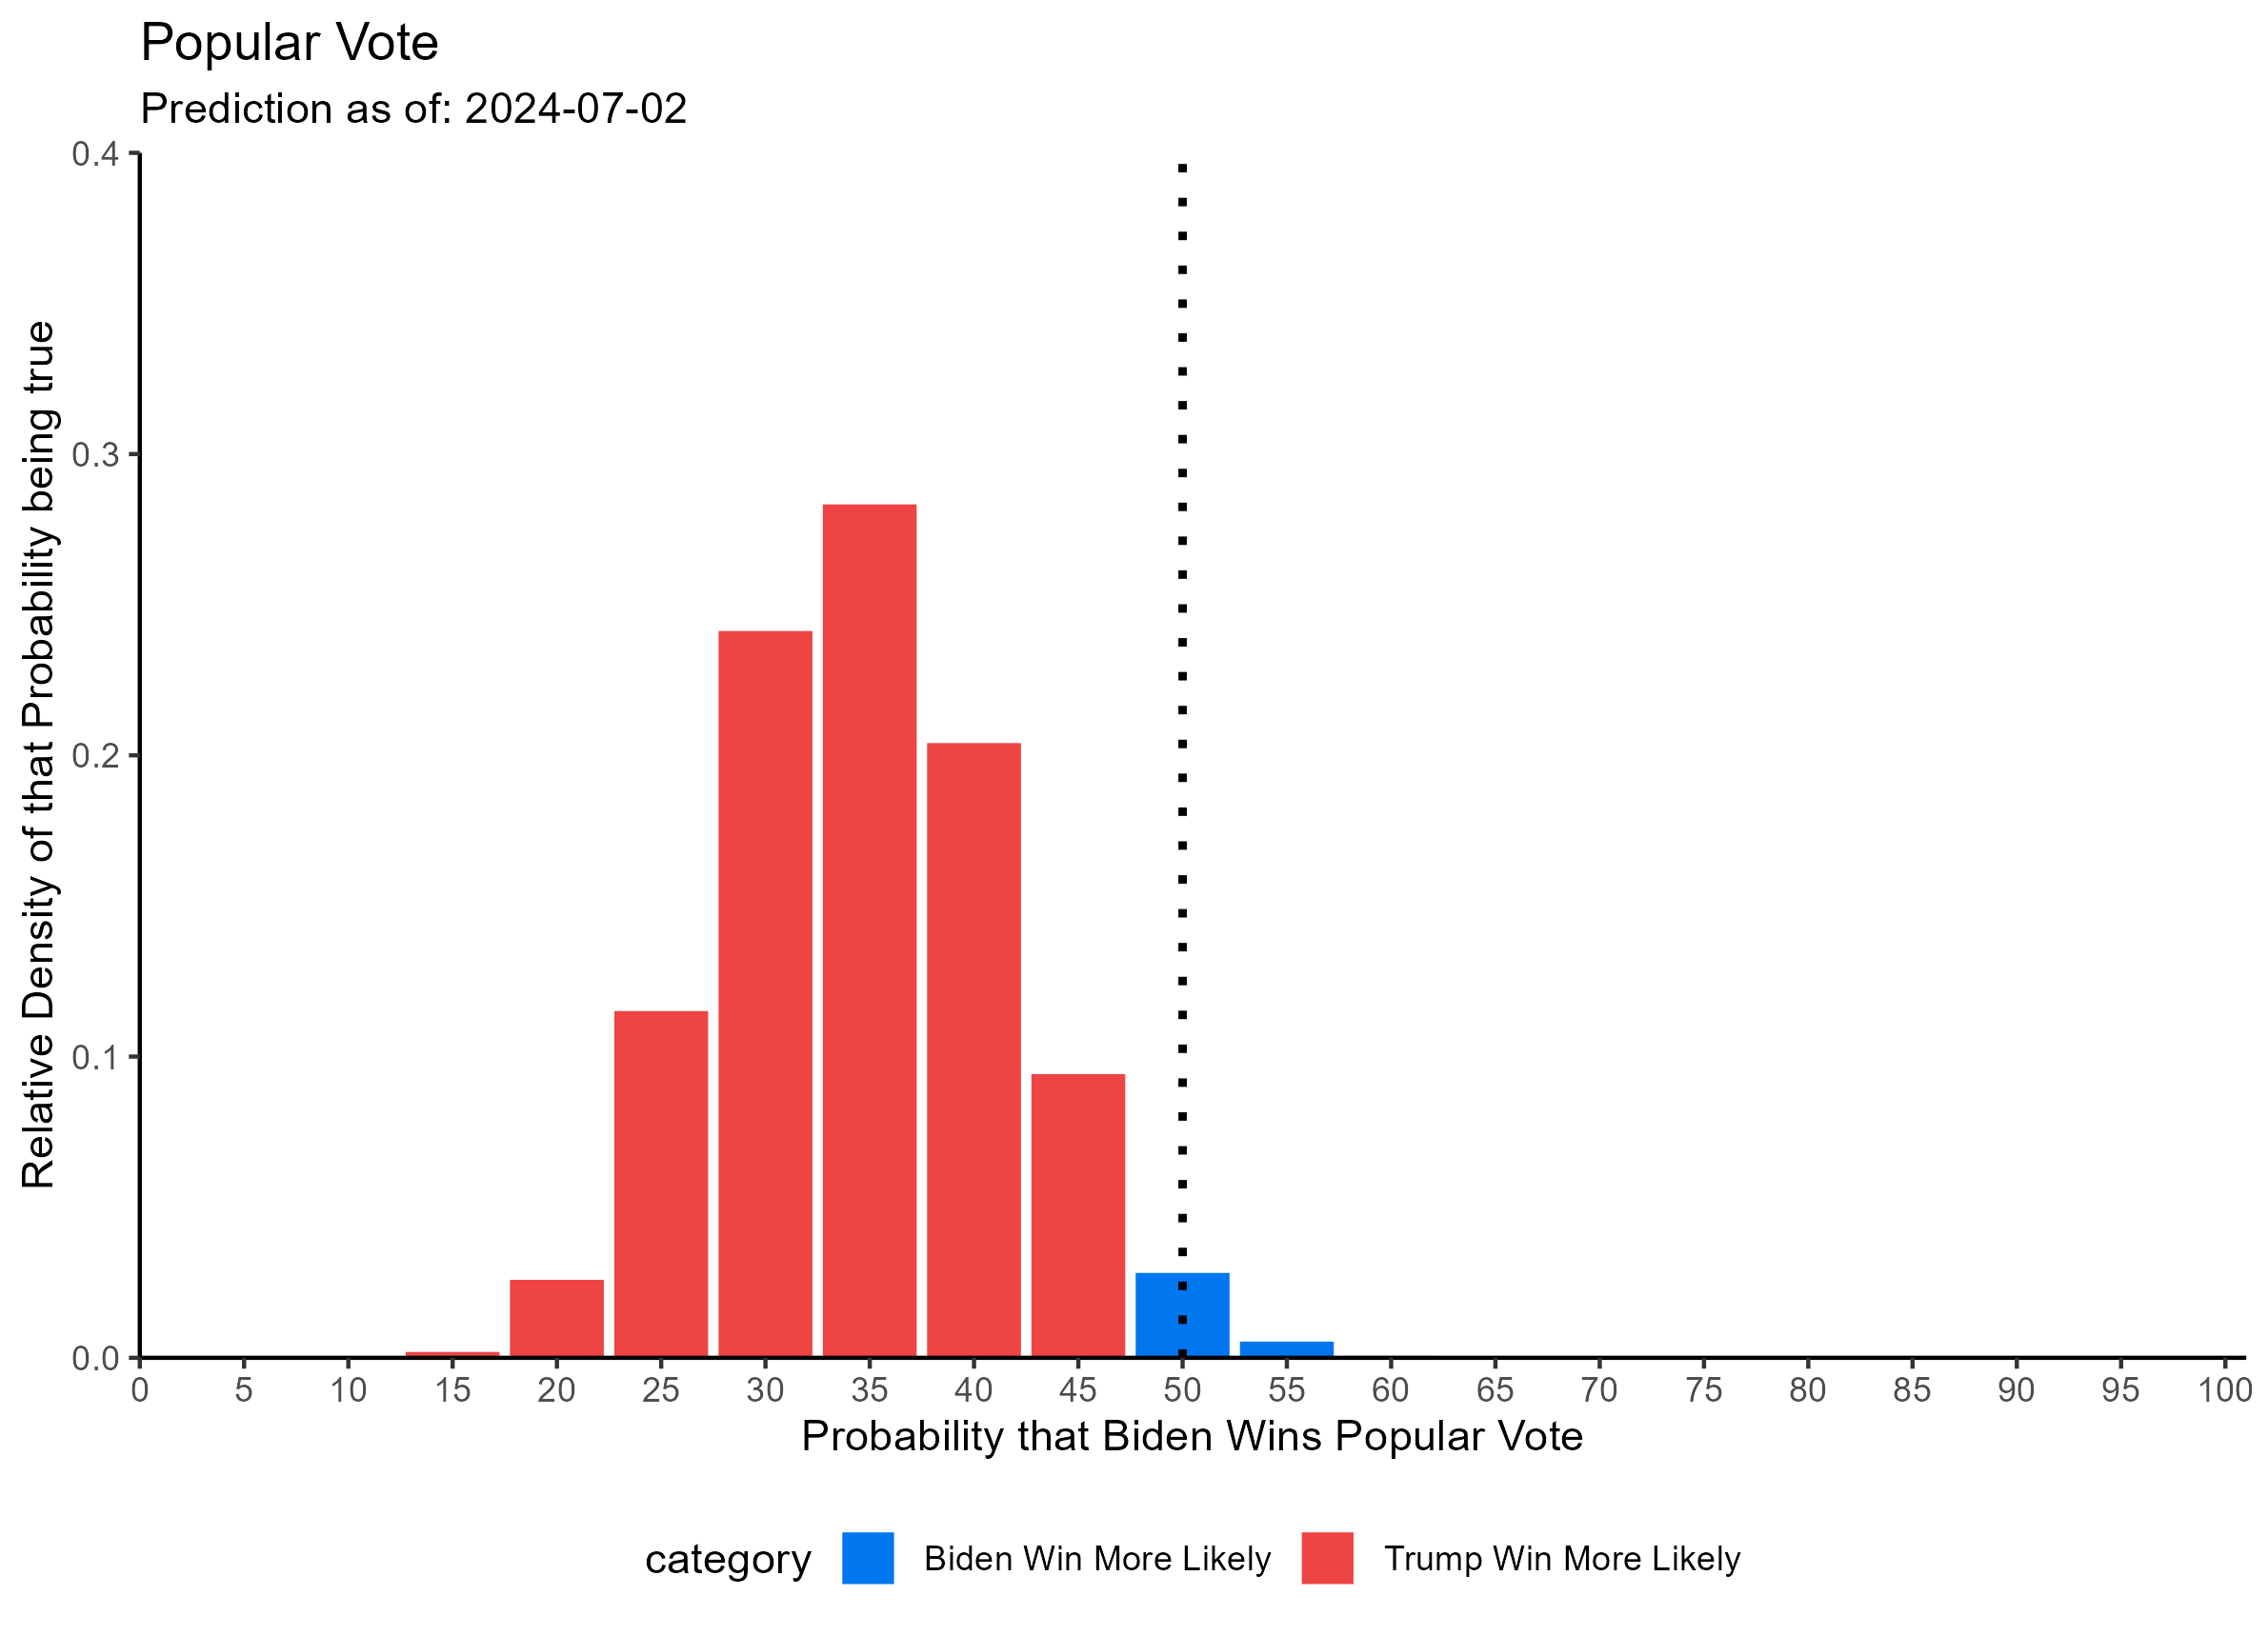 Popular Vote
Prediction as of: 2024-07-02
Relative Density of that Probability being true
0.4
0.3
0.2
0.1
0.0
0 5 10 15 20 25 30 35 40 45 50 55 60 65 70 75 80 85 90 95 100
Probability that Biden Wins Popular Vote
category Biden Win More Likely Trump Win More Likely